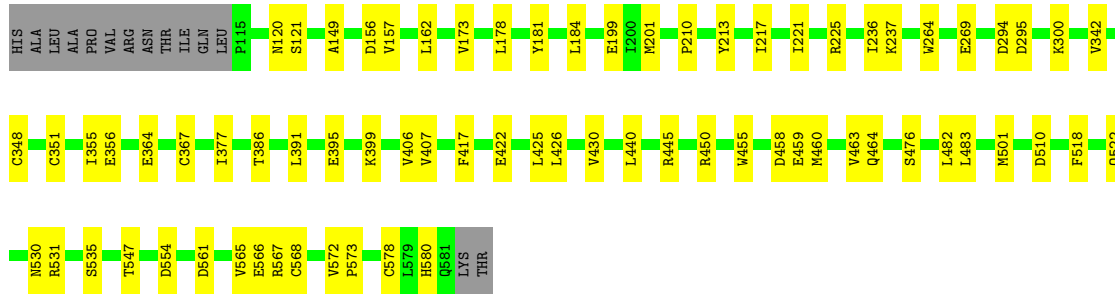 HIS ALA LEU ALA PRO VAL ARG ASN THR ILE GLN LEU P115 N120 S121 A149 D156 V157 L162 V173 L178 Y181 L184 E199 I200 M201 P210 Y213 I217 I221 R225 I236 K237 W264 E269 D294 D295 K300 V342
C348 C351 I355 E356 E364 C367 I377 T386 L391 E395 K399 V406 V407 F417 E422 L425 L426 V430 L440 R445 R450 W455 D458 E459 M460 V463 Q464 S476 L482 L483 M501 D510 F518
N530 R531 S535 T547 D554 D561 V565 E566 R567 C568 V572 P573 C578 L579 H580 Q581 LYS THR